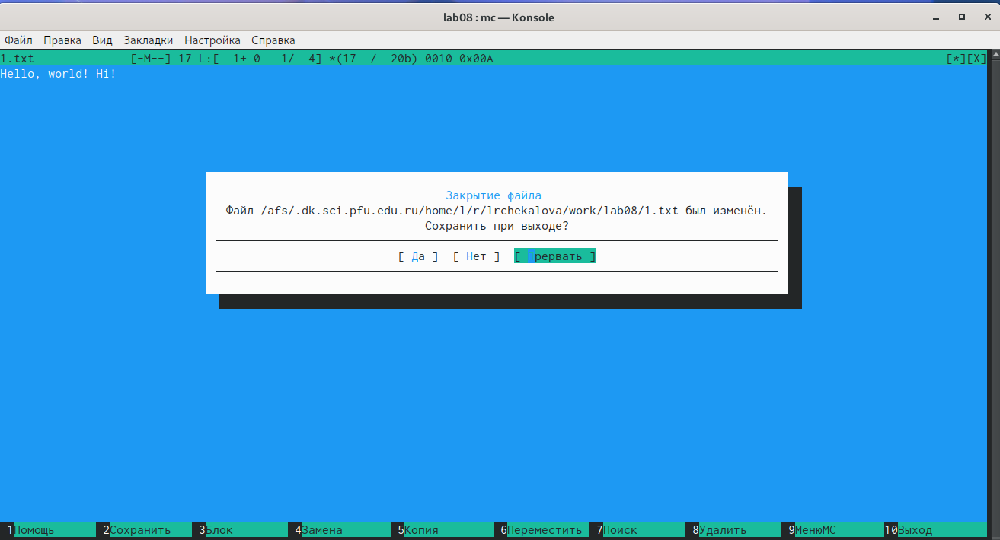 lab08 : mc — Konsole
Файл Правка Вид Закладки Настройка Справка
1.txt [-M--] 17 L:[ 1+ 0 1/ 4] *(17 / 20b) 0010 0x00A [*][X]
Hello, world! Hi!
Закрытие файла
Файл /afs/.dk.sci.pfu.edu.ru/home/l/r/lrchekalova/work/lab08/1.txt был изменён.
Сохранить при выходе?
[ Да ] [ Нет ] [ Прервать ]
1Помощь 2Сохранить 3Блок 4Замена 5Копия 6Переместить 7Поиск 8Удалить 9МенюMC 10Выход